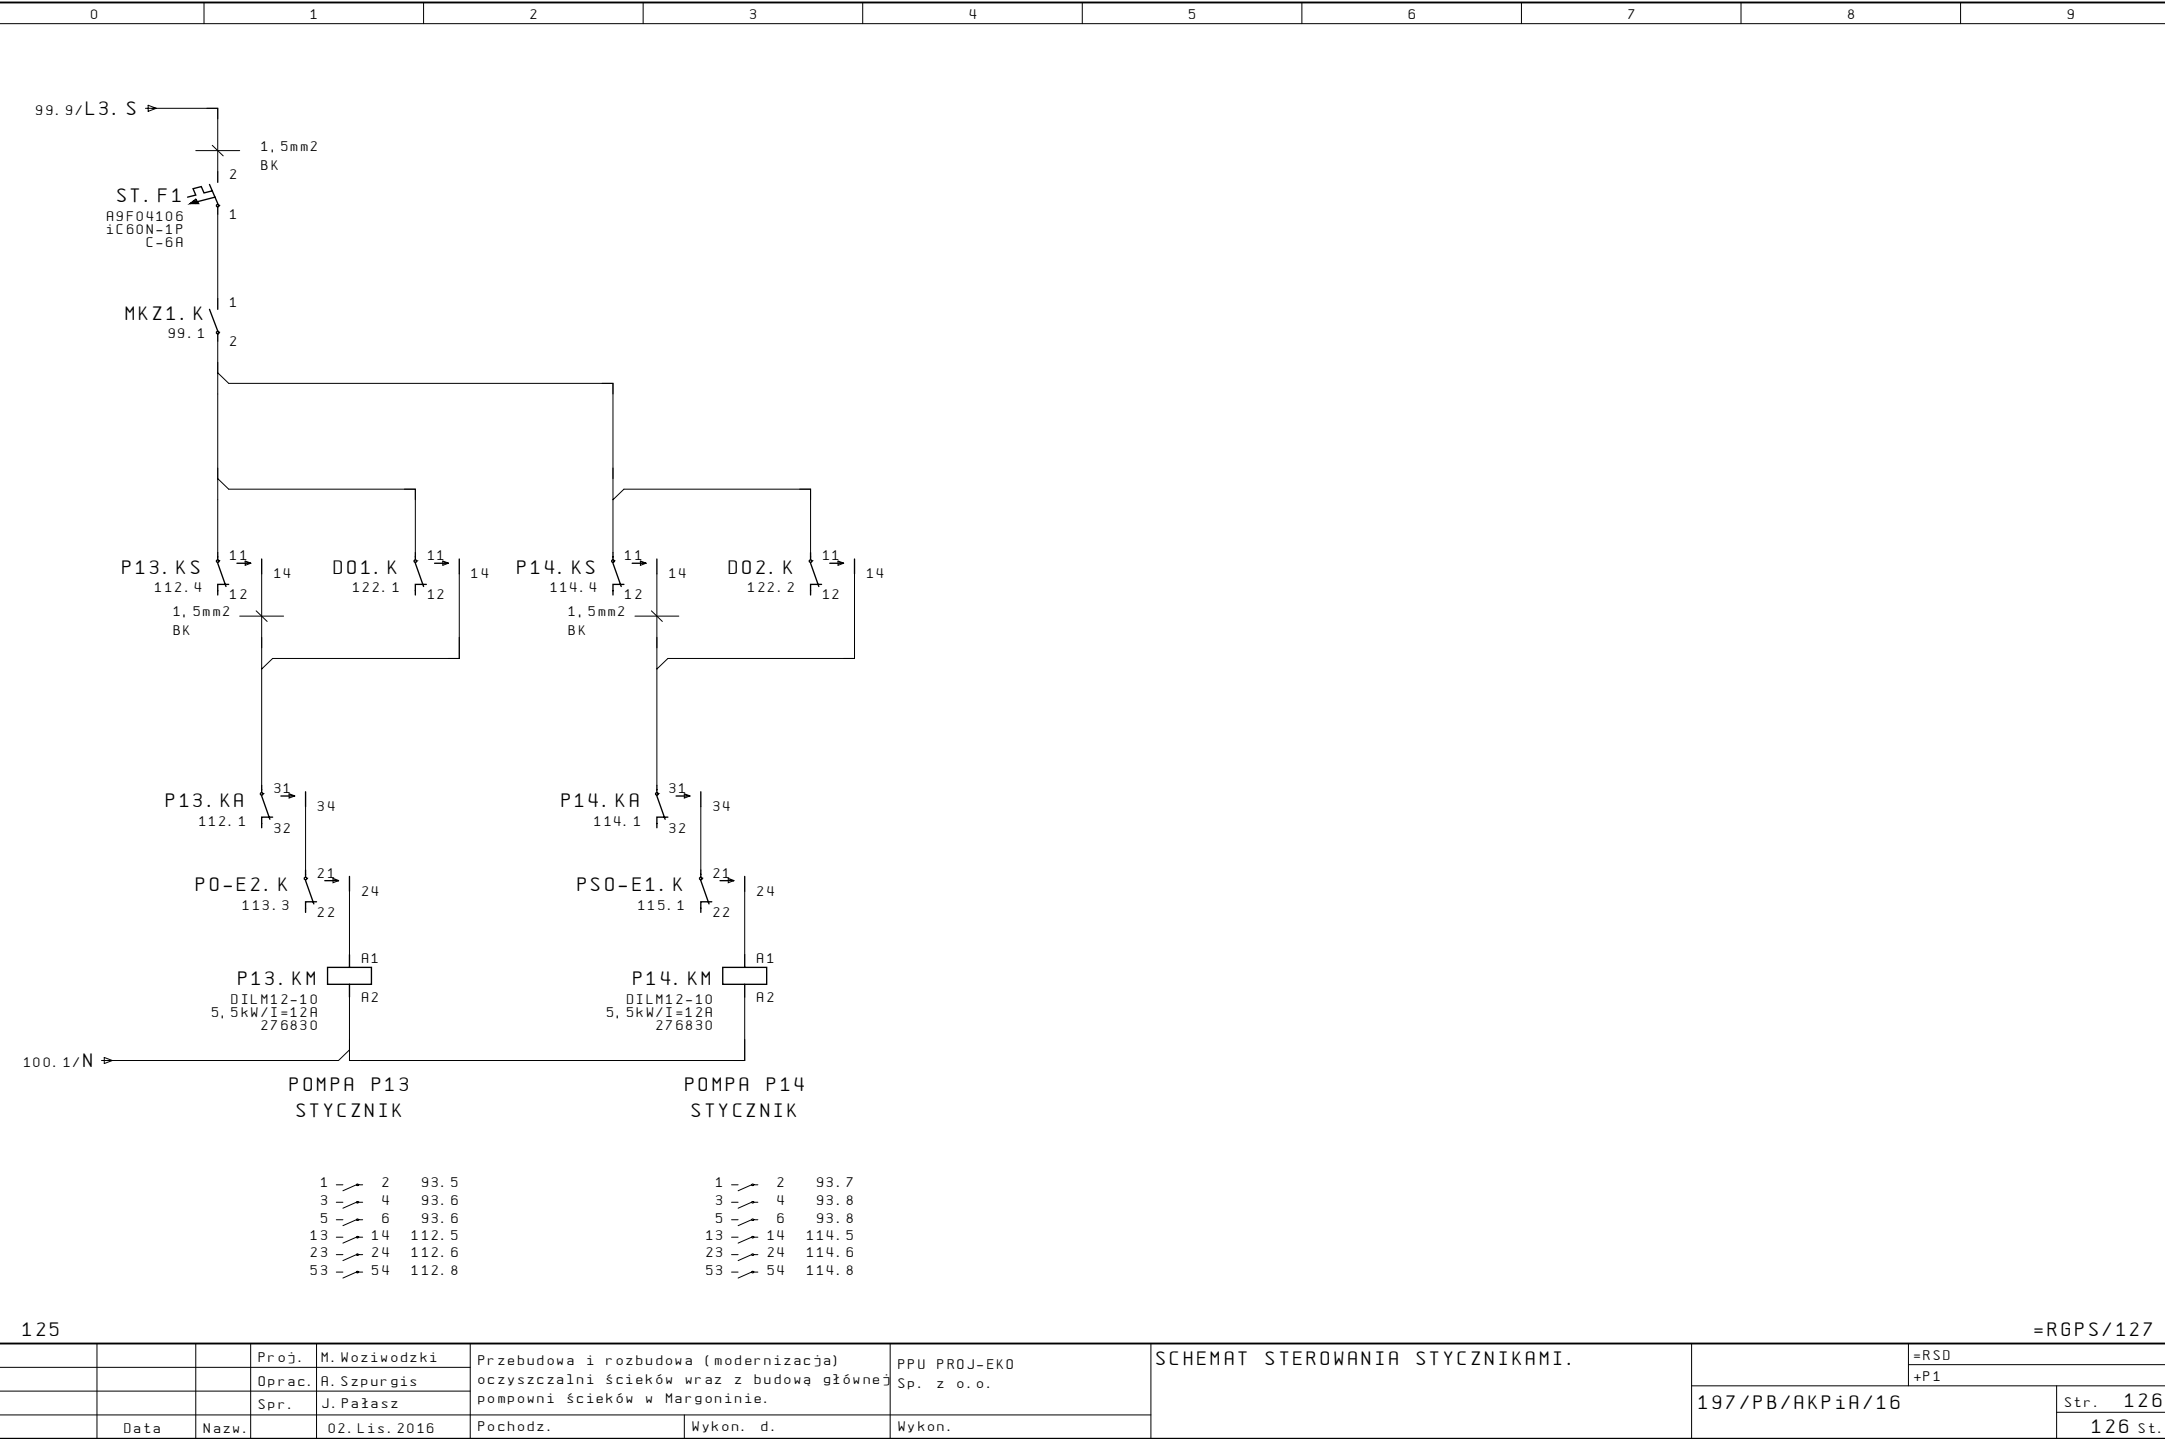 0 1 2 3 4 5 6 7 8 9
99.9/L3.S
1,5mm2
BK
2
ST.F1
1
A9F04106
iC60N-1P
C-6A
1
MKZ1.K
99.1
2
P13.KS 11 14 DO1.K 11 14 P14.KS 11 14 DO2.K 11 14
112.4 12 122.1 12 114.4 12 122.2 12
1,5mm2 1,5mm2
BK BK
P13.KA 31 34 P14.KA 31 34
112.1 32 114.1 32
PO-E2.K 21 24 PSO-E1.K 21 24
113.3 22 115.1 22
A1 A1
P13.KM P14.KM
DILM12-10 A2 DILM12-10 A2
5,5kW/I=12A 5,5kW/I=12A
276830 276830
100.1/N
POMPA P13 POMPA P14
STYCZNIK STYCZNIK
1 2 93.5 1 2 93.7
3 4 93.6 3 4 93.8
5 6 93.6 5 6 93.8
13 14 112.5 13 14 114.5
23 24 112.6 23 24 114.6
53 54 112.8 53 54 114.8
125 =RGPS/127
Proj. M.Woziwodzki
Oprac. A.Szpurgis
Spr. J.Pałasz
Data Nazw. 02.Lis.2016
Przebudowa i rozbudowa (modernizacja)
oczyszczalni ścieków wraz z budową głównej
pompowni ścieków w Margoninie.
Pochodz. Wykon. d. Wykon.
PPU PROJ-EKO
Sp. z o.o.
SCHEMAT STEROWANIA STYCZNIKAMI.
=RSD
+P1
197/PB/AKPiA/16
Str. 126
126 St.